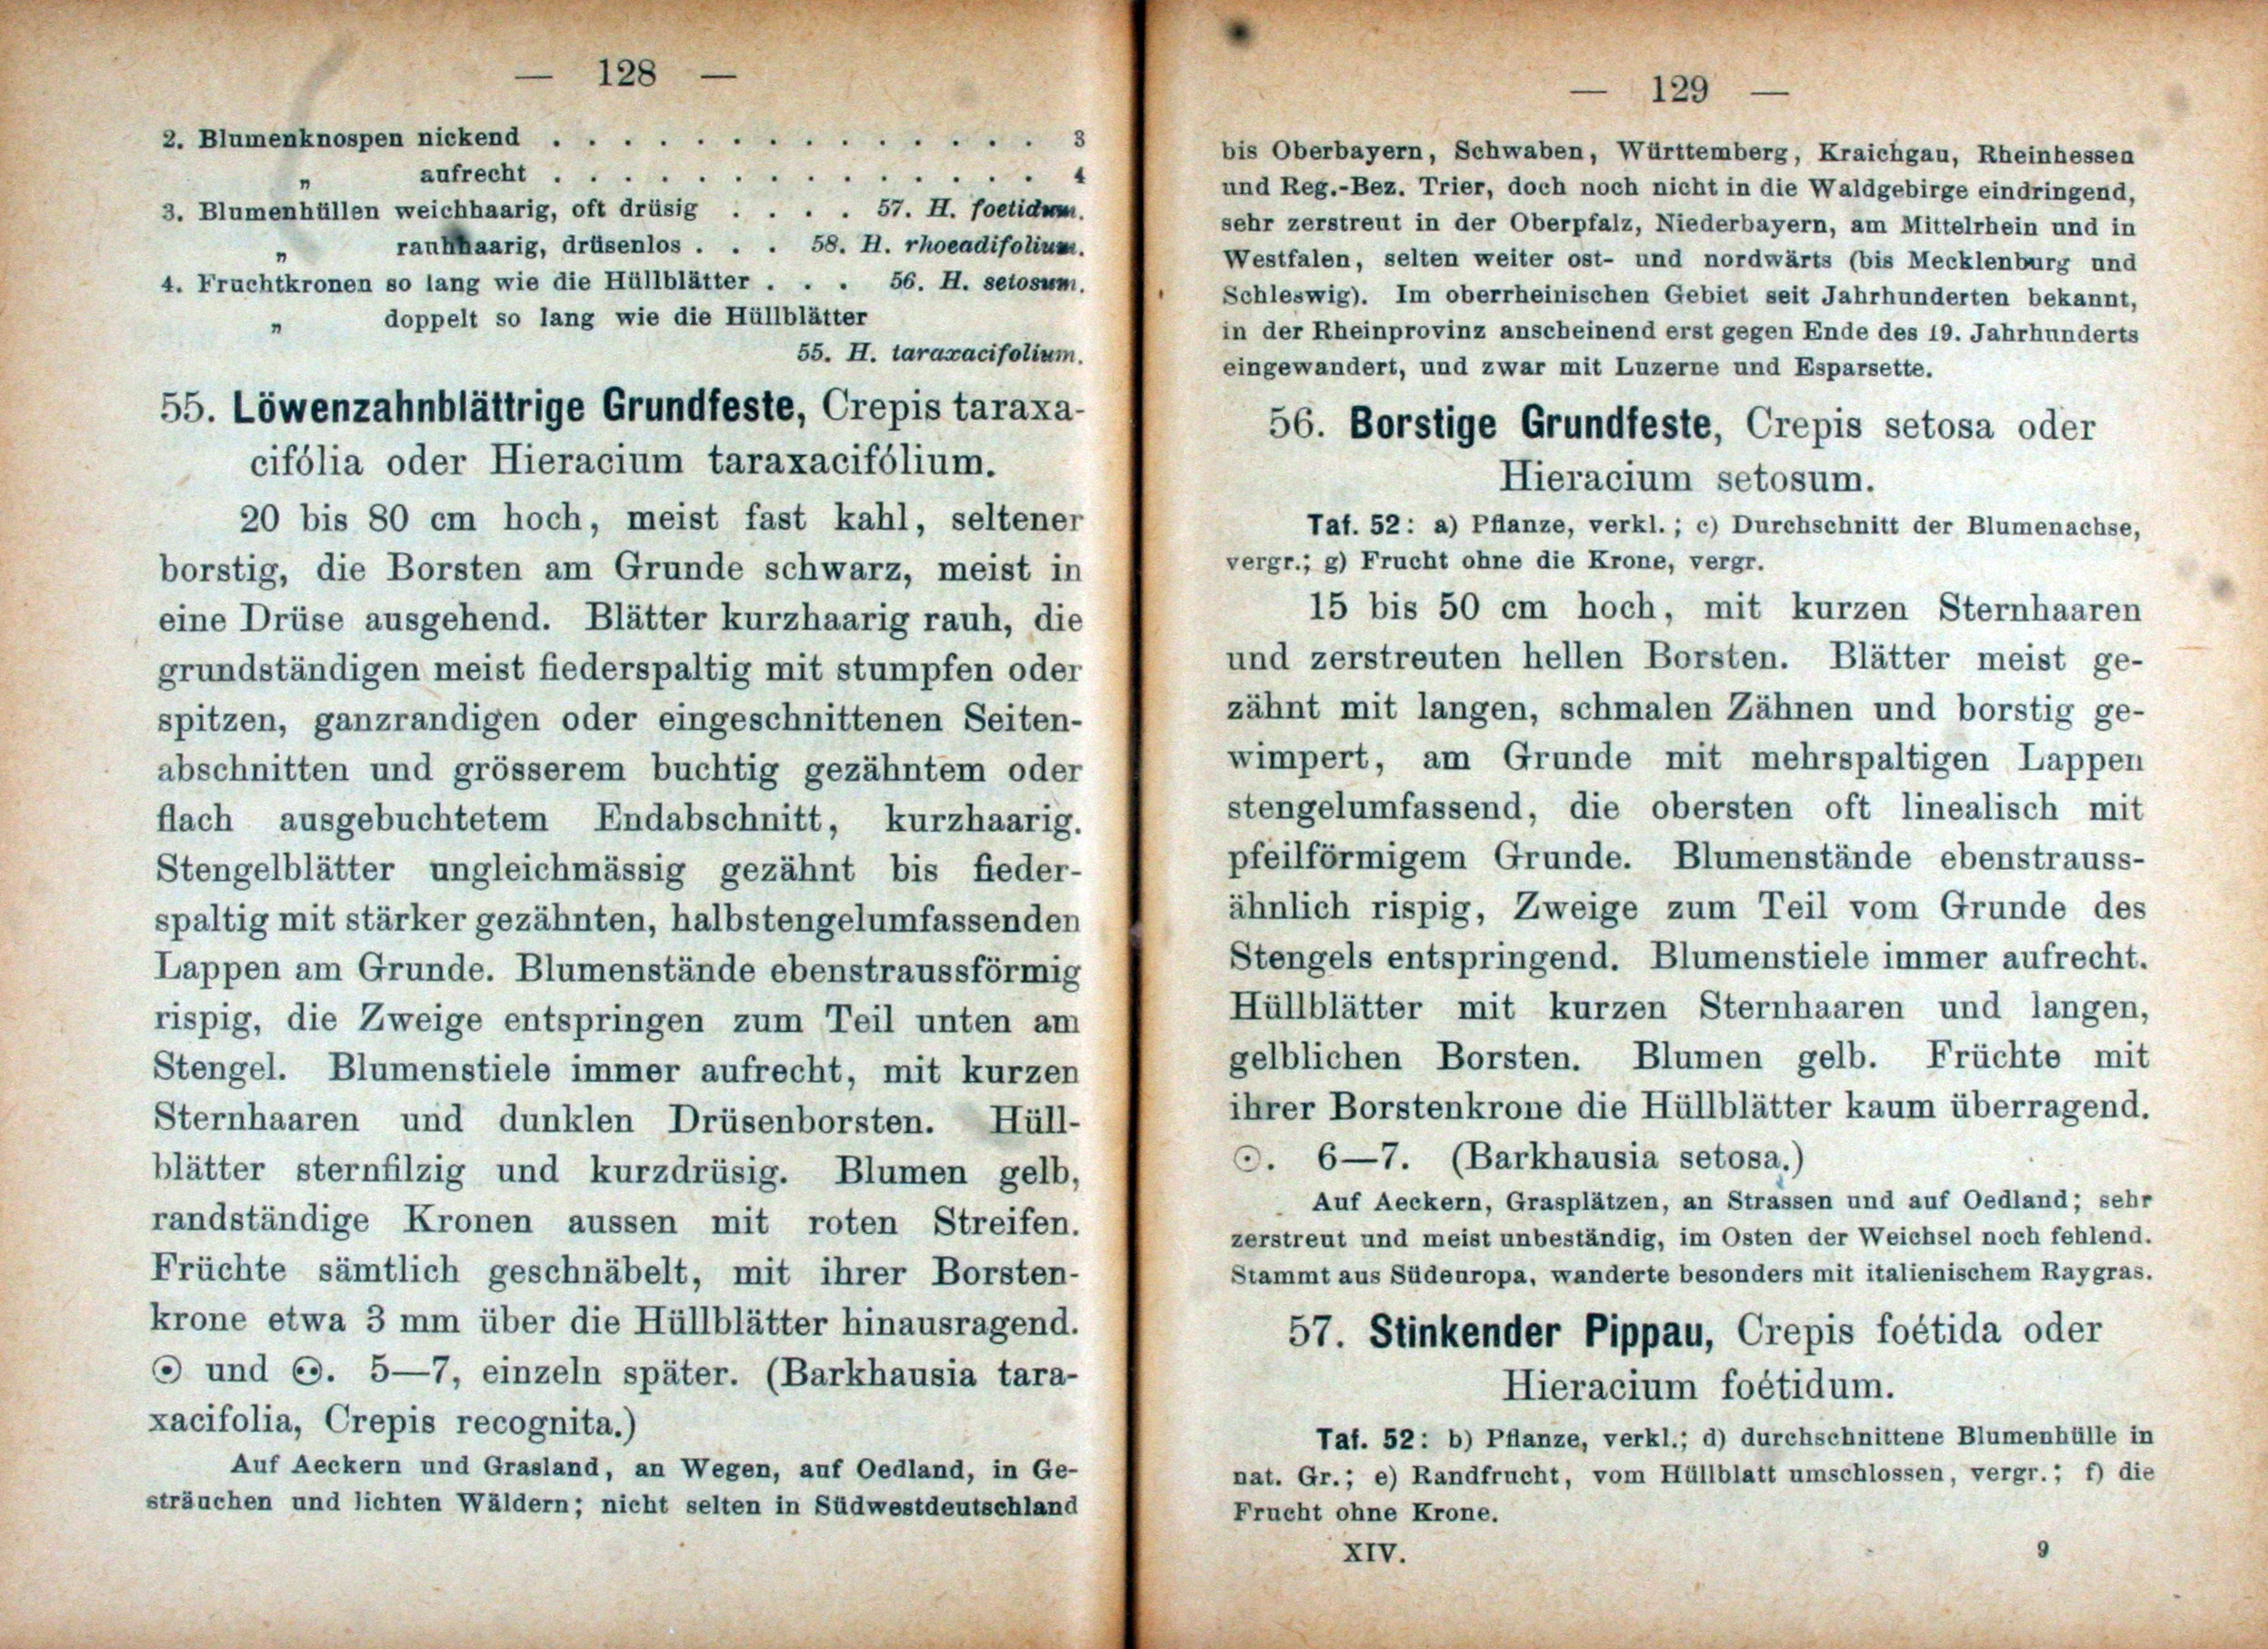 — 128 —
2. Blumenknospen nickend . . . . . . . . . . . . . . 3
„ aufrecht . . . . . . . . . . . . . . 4
3. Blumenhüllen weichhaarig, oft drüsig . . . . 57. H. foetidum.
„ rauhhaarig, drüsenlos . . . 58. H. rhoeadifolium.
4. Fruchtkronen so lang wie die Hüllblätter . . . 56. H. setosum.
„ doppelt so lang wie die Hüllblätter
55. H. taraxacifolium.
55. Löwenzahnblättrige Grundfeste, Crepis taraxa-
cifólia oder Hieracium taraxacifólium.
20 bis 80 cm hoch, meist fast kahl, seltener
borstig, die Borsten am Grunde schwarz, meist in
eine Drüse ausgehend. Blätter kurzhaarig rauh, die
grundständigen meist fiederspaltig mit stumpfen oder
spitzen, ganzrandigen oder eingeschnittenen Seiten-
abschnitten und grösserem buchtig gezähntem oder
flach ausgebuchtetem Endabschnitt, kurzhaarig.
Stengelblätter ungleichmässig gezähnt bis fieder-
spaltig mit stärker gezähnten, halbstengelumfassenden
Lappen am Grunde. Blumenstände ebenstraussförmig
rispig, die Zweige entspringen zum Teil unten am
Stengel. Blumenstiele immer aufrecht, mit kurzen
Sternhaaren und dunklen Drüsenborsten. Hüll-
blätter sternfilzig und kurzdrüsig. Blumen gelb,
randständige Kronen aussen mit roten Streifen.
Früchte sämtlich geschnäbelt, mit ihrer Borsten-
krone etwa 3 mm über die Hüllblätter hinausragend.
⊙ und ⊙. 5—7, einzeln später. (Barkhausia tara-
xacifolia, Crepis recognita.)
Auf Aeckern und Grasland, an Wegen, auf Oedland, in Ge-
sträuchen und lichten Wäldern; nicht selten in Südwestdeutschland
— 129 —
bis Oberbayern, Schwaben, Württemberg, Kraichgau, Rheinhessen
und Reg.-Bez. Trier, doch noch nicht in die Waldgebirge eindringend,
sehr zerstreut in der Oberpfalz, Niederbayern, am Mittelrhein und in
Westfalen, selten weiter ost- und nordwärts (bis Mecklenburg und
Schleswig). Im oberrheinischen Gebiet seit Jahrhunderten bekannt,
in der Rheinprovinz anscheinend erst gegen Ende des 19. Jahrhunderts
eingewandert, und zwar mit Luzerne und Esparsette.
56. Borstige Grundfeste, Crepis setosa oder
Hieracium setosum.
Taf. 52: a) Pflanze, verkl.; c) Durchschnitt der Blumenachse,
vergr.; g) Frucht ohne die Krone, vergr.
15 bis 50 cm hoch, mit kurzen Sternhaaren
und zerstreuten hellen Borsten. Blätter meist ge-
zähnt mit langen, schmalen Zähnen und borstig ge-
wimpert, am Grunde mit mehrspaltigen Lappen
stengelumfassend, die obersten oft linealisch mit
pfeilförmigem Grunde. Blumenstände ebenstrauss-
ähnlich rispig, Zweige zum Teil vom Grunde des
Stengels entspringend. Blumenstiele immer aufrecht.
Hüllblätter mit kurzen Sternhaaren und langen,
gelblichen Borsten. Blumen gelb. Früchte mit
ihrer Borstenkrone die Hüllblätter kaum überragend.
⊙. 6—7. (Barkhausia setosa.)
Auf Aeckern, Grasplätzen, an Strassen und auf Oedland; sehr
zerstreut und meist unbeständig, im Osten der Weichsel noch fehlend.
Stammt aus Südeuropa, wanderte besonders mit italienischem Raygras.
57. Stinkender Pippau, Crepis foétida oder
Hieracium foétidum.
Taf. 52: b) Pflanze, verkl.; d) durchschnittene Blumenhülle in
nat. Gr.; e) Randfrucht, vom Hüllblatt umschlossen, vergr.; f) die
Frucht ohne Krone.
XIV. 9